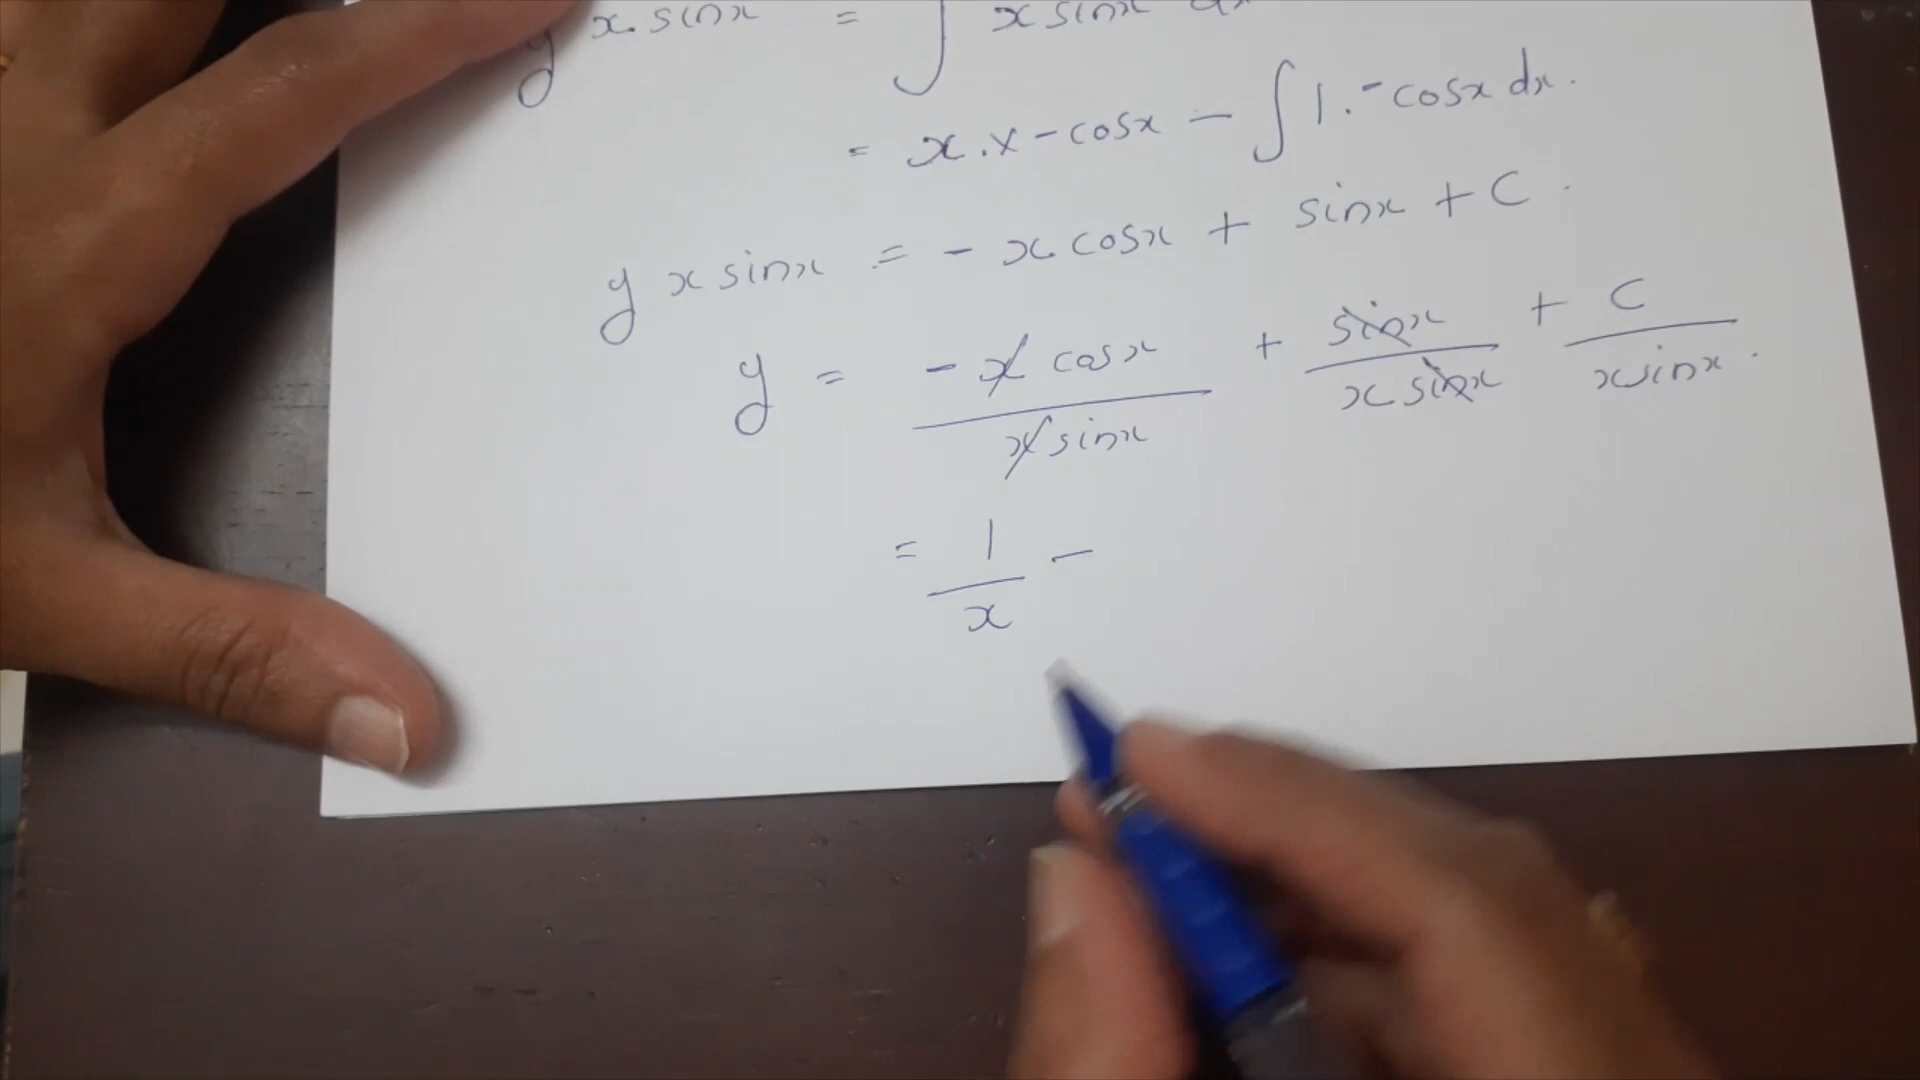 y x sinx = ∫ x sinx dx
= x . x - cosx - ∫ 1 . - cosx dx .
y x sinx = - x cosx + sinx + C .
y = - x cosx / x sinx + sinx / x sinx + C / x sinx .
= 1 / x -